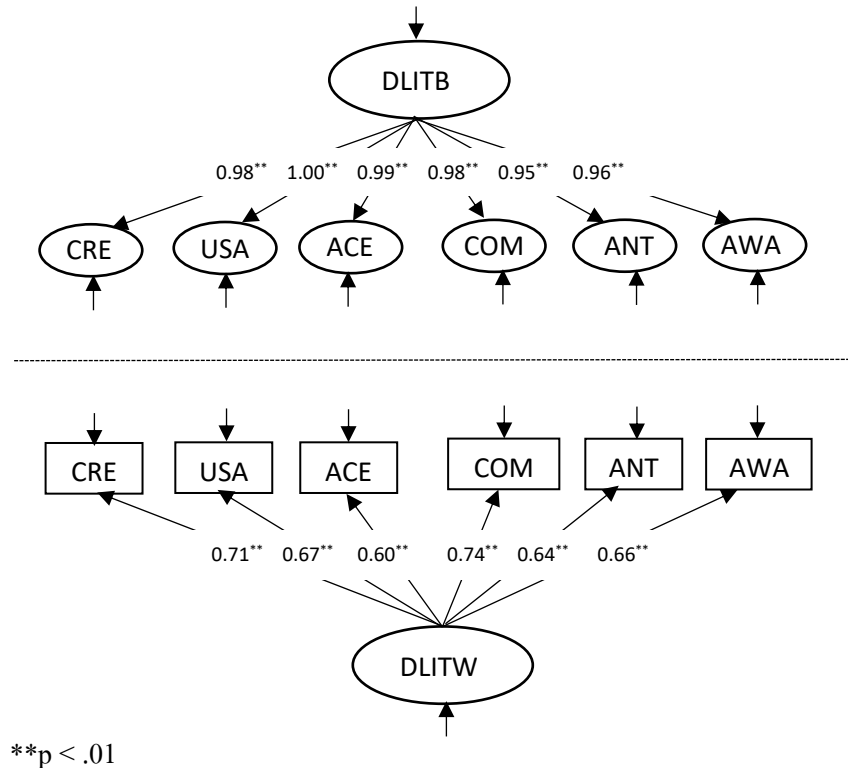 DLITB
0.98** 1.00** 0.99** 0.98** 0.95** 0.96**
CRE USA ACE COM ANT AWA
CRE USA ACE COM ANT AWA
0.71** 0.67** 0.60** 0.74** 0.64** 0.66**
DLITW
**p < .01